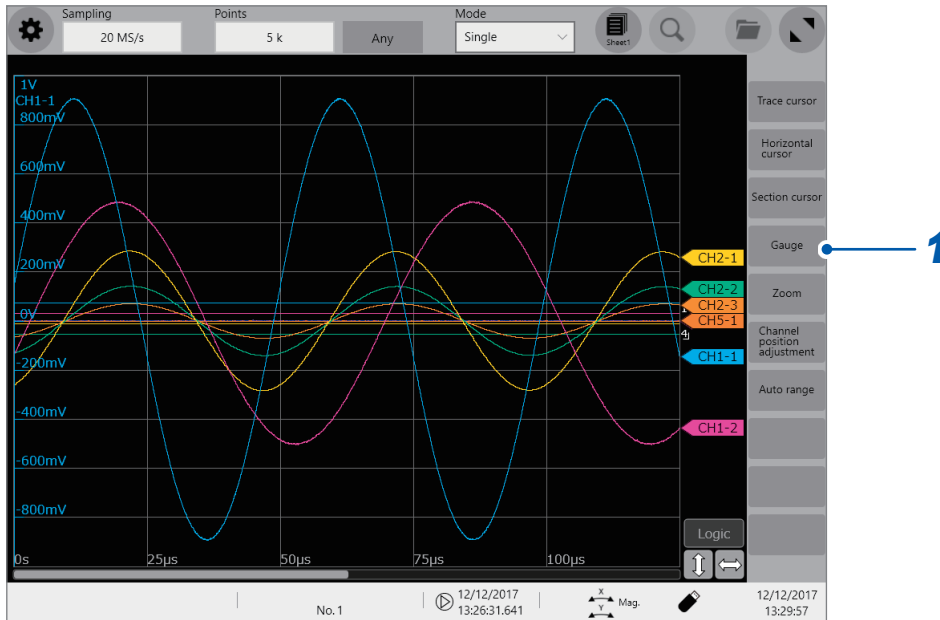 Sampling
20 MS/s
Points
5 k
Any
Mode
Single
Sheet1
1V
CH1-1
800mV
600mV
400mV
200mV
0V
-200mV
-400mV
-600mV
-800mV
0s
25µs
50µs
75µs
100µs
CH2-1
CH2-2
CH2-3
CH5-1
CH1-1
CH1-2
Logic
Trace cursor
Horizontal
cursor
Section cursor
Gauge
1
Zoom
Channel
position
adjustment
Auto range
No. 1
12/12/2017
13:26:31.641
X
Y
Mag.
12/12/2017
13:29:57